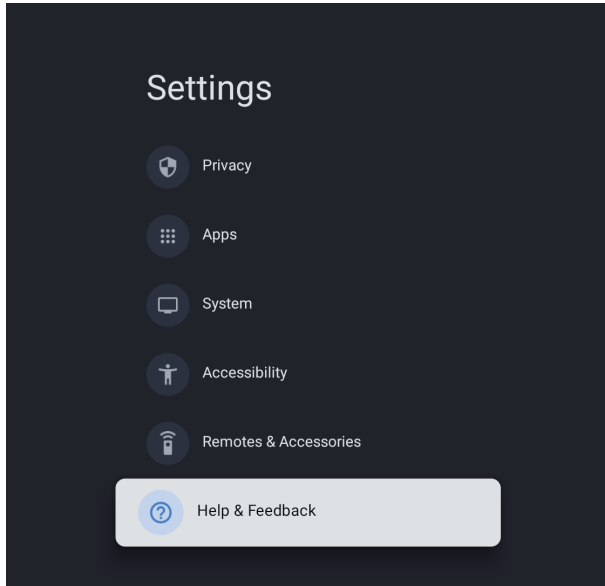 Settings
Privacy
Apps
System
Accessibility
Remotes & Accessories
Help & Feedback